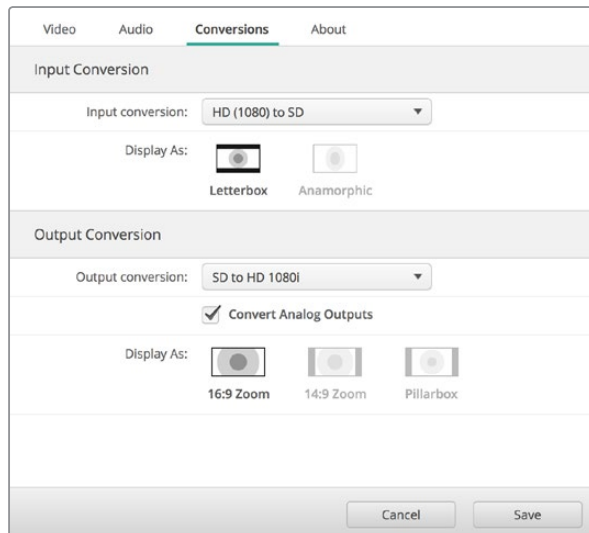 Video Audio Conversions About
Input Conversion
Input conversion: HD (1080) to SD
Display As:
Letterbox Anamorphic
Output Conversion
Output conversion: SD to HD 1080i
Convert Analog Outputs
Display As:
16:9 Zoom 14:9 Zoom Pillarbox
Cancel Save